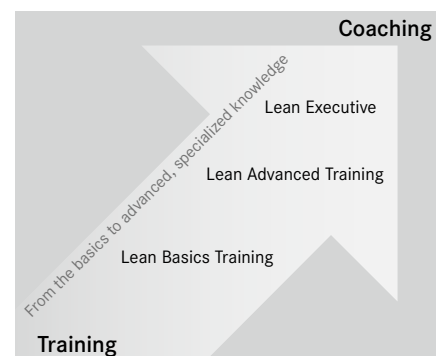 Coaching
From the basics to advanced, specialized knowledge
Lean Executive
Lean Advanced Training
Lean Basics Training
Training